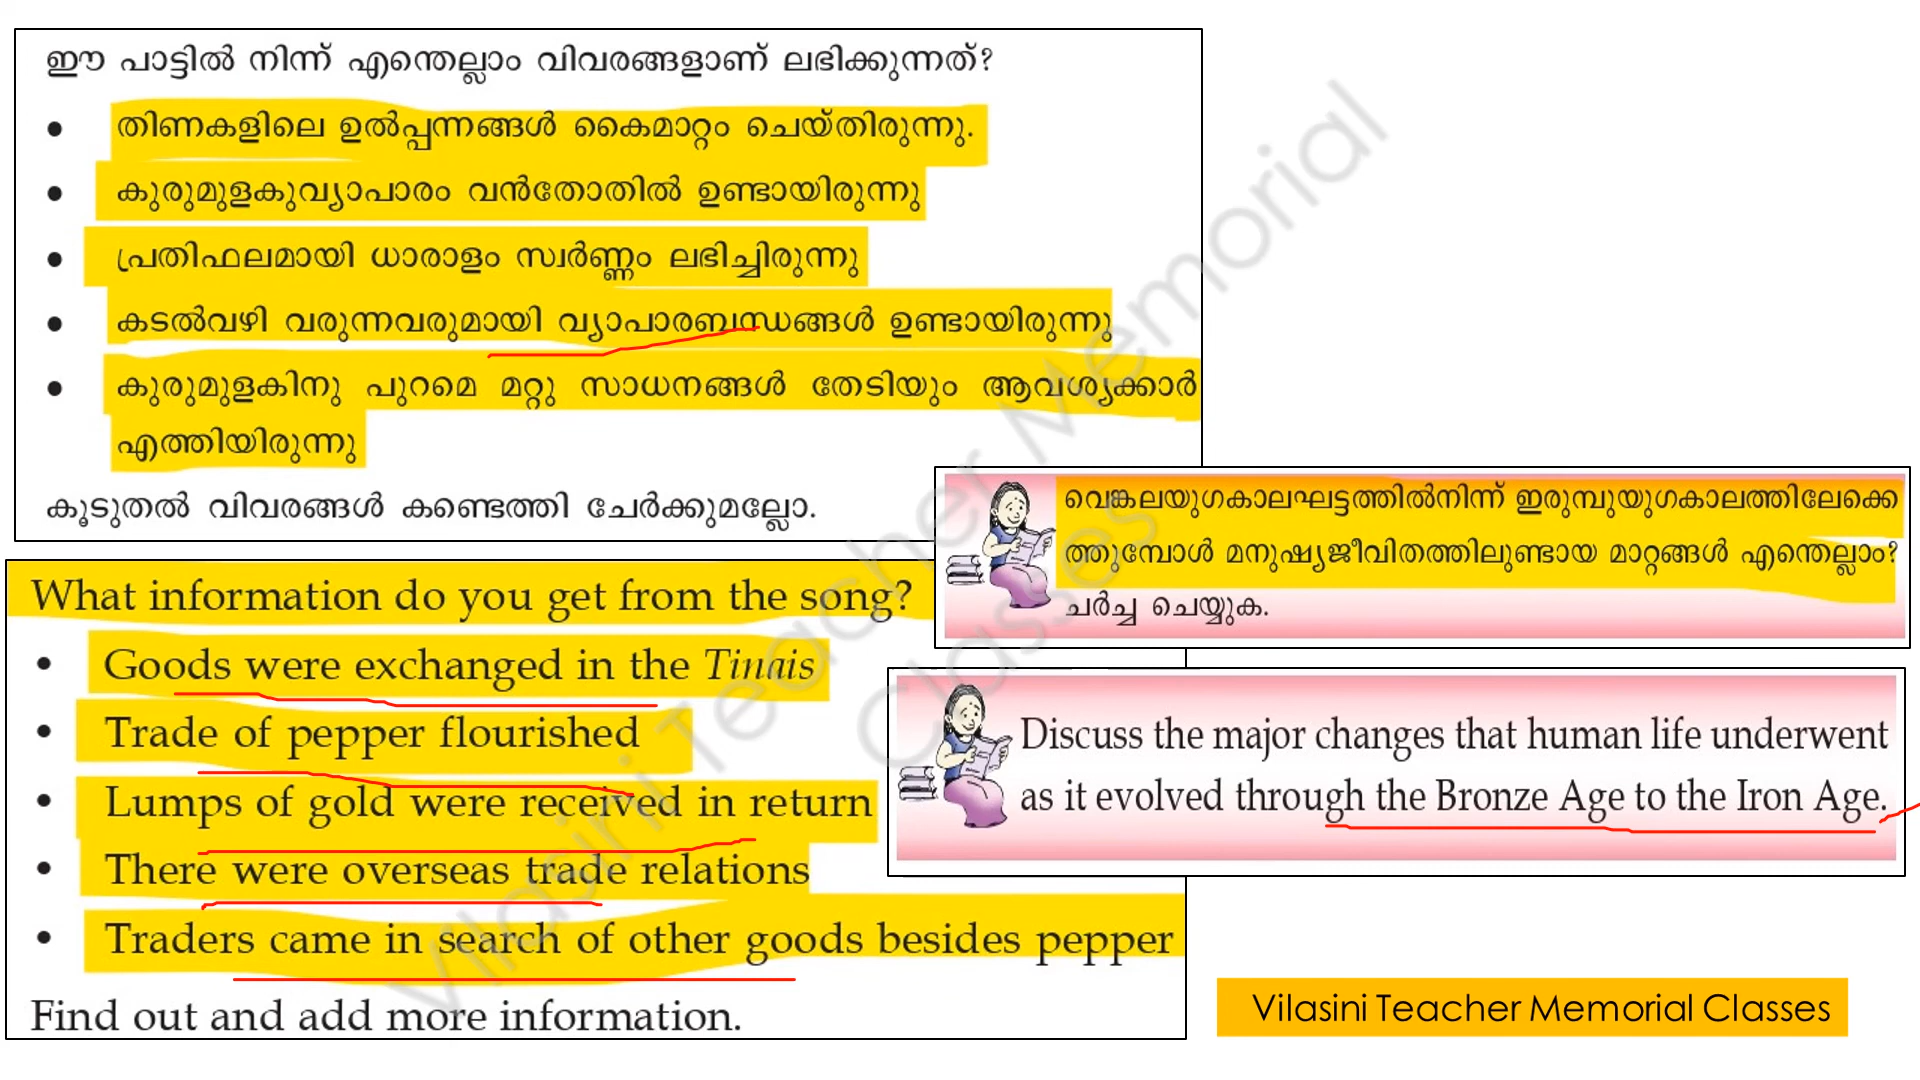 ഈ പാട്ടിൽ നിന്ന് എന്തെല്ലാം വിവരങ്ങളാണ് ലഭിക്കുന്നത്?
• തിണകളിലെ ഉൽപ്പന്നങ്ങൾ കൈമാറ്റം ചെയ്തിരുന്നു.
• കുരുമുളകുവ്യാപാരം വൻതോതിൽ ഉണ്ടായിരുന്നു
• പ്രതിഫലമായി ധാരാളം സ്വർണ്ണം ലഭിച്ചിരുന്നു
• കടൽവഴി വരുന്നവരുമായി വ്യാപാരബന്ധങ്ങൾ ഉണ്ടായിരുന്നു
• കുരുമുളകിനു പുറമെ മറ്റു സാധനങ്ങൾ തേടിയും ആവശ്യക്കാർ
എത്തിയിരുന്നു
കൂടുതൽ വിവരങ്ങൾ കണ്ടെത്തി ചേർക്കുമല്ലോ.
വെങ്കലയുഗകാലഘട്ടത്തിൽനിന്ന് ഇരുമ്പുയുഗകാലത്തിലേക്കെ
ത്തുമ്പോൾ മനുഷ്യജീവിതത്തിലുണ്ടായ മാറ്റങ്ങൾ എന്തെല്ലാം?
ചർച്ച ചെയ്യുക.
What information do you get from the song?
• Goods were exchanged in the Tinais
• Trade of pepper flourished
• Lumps of gold were received in return
• There were overseas trade relations
• Traders came in search of other goods besides pepper
Find out and add more information.
Discuss the major changes that human life underwent
as it evolved through the Bronze Age to the Iron Age.
Vilasini Teacher Memorial
Classes
Vilasini Teacher Memorial Classes